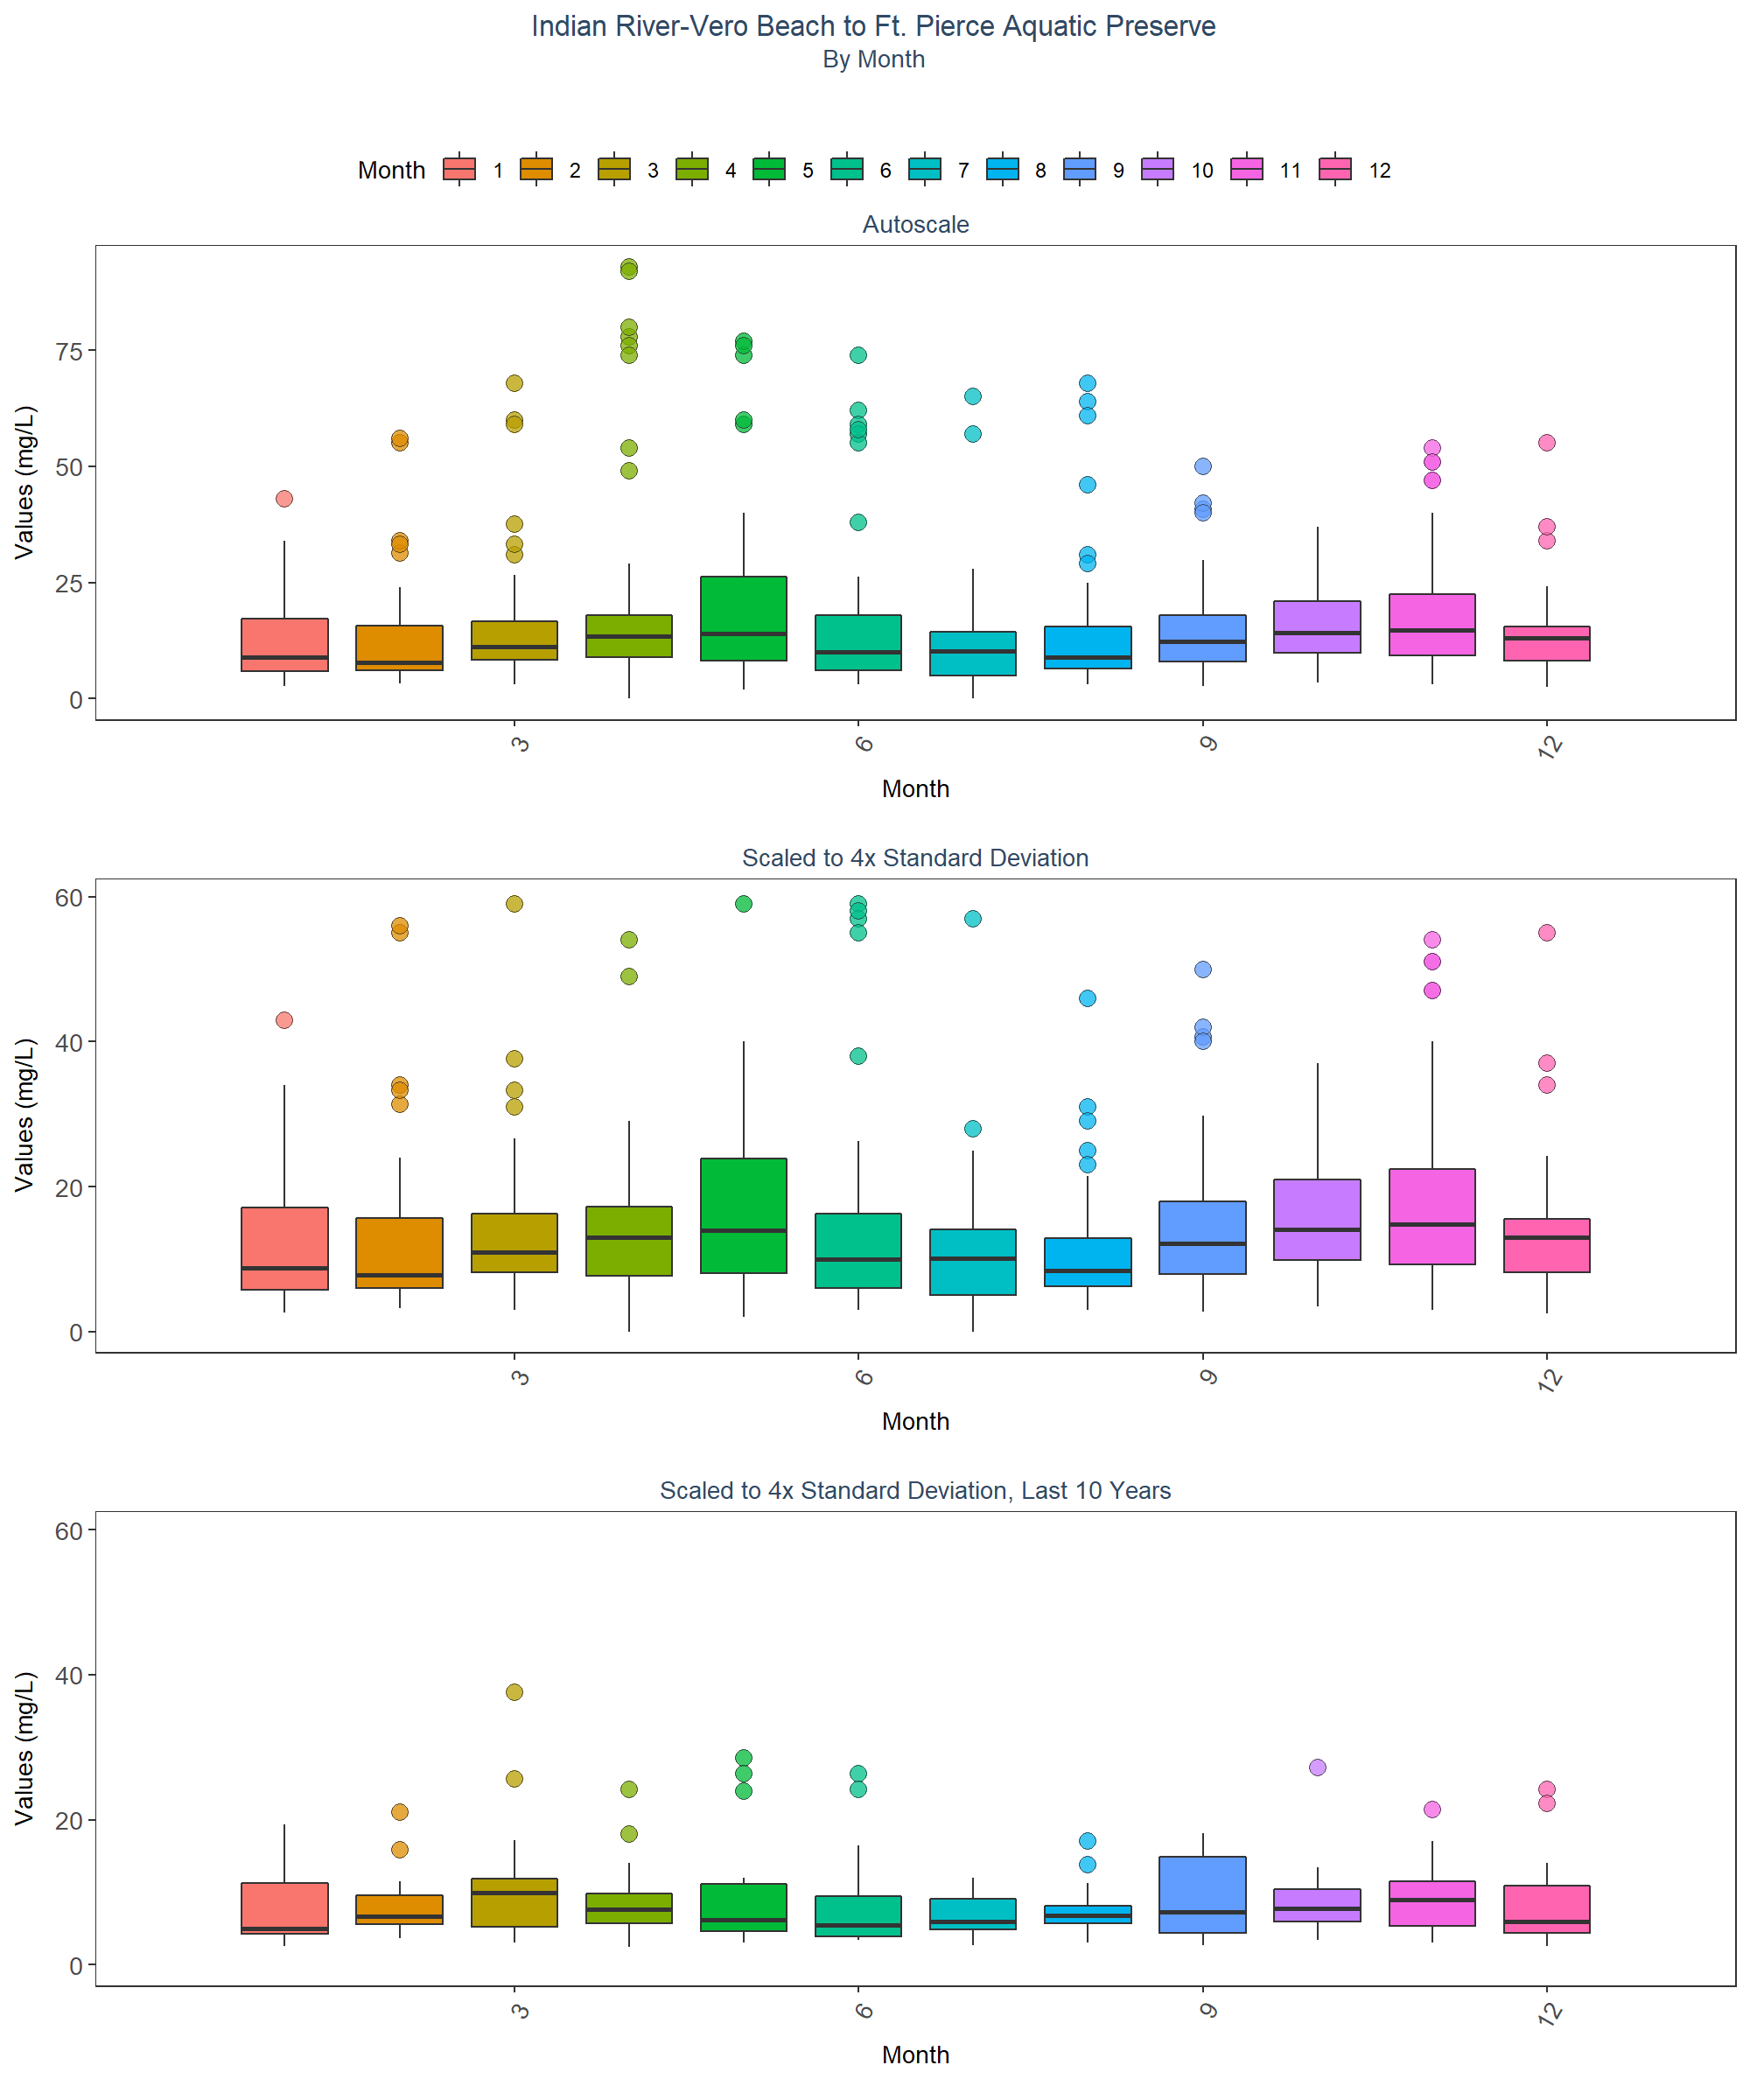 Indian River-Vero Beach to Ft. Pierce Aquatic Preserve
By Month
Month 1 2 3 4 5 6 7 8 9 10 11 12
Autoscale
Values (mg/L)
75
50
25
0
3 6 9 12
Month
Scaled to 4x Standard Deviation
Values (mg/L)
60
40
20
0
3 6 9 12
Month
Scaled to 4x Standard Deviation, Last 10 Years
Values (mg/L)
60
40
20
0
3 6 9 12
Month